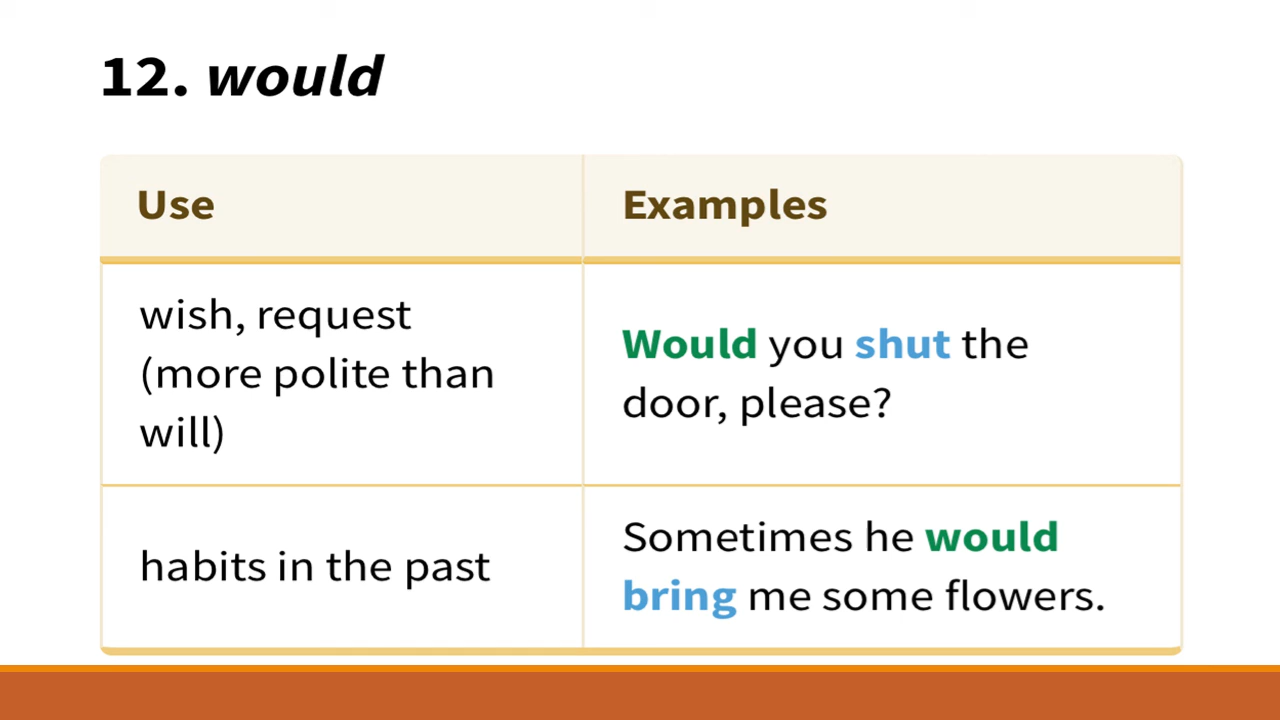 12. would
Use
Examples
wish, request
(more polite than
will)
Would you shut the
door, please?
habits in the past
Sometimes he would
bring me some flowers.